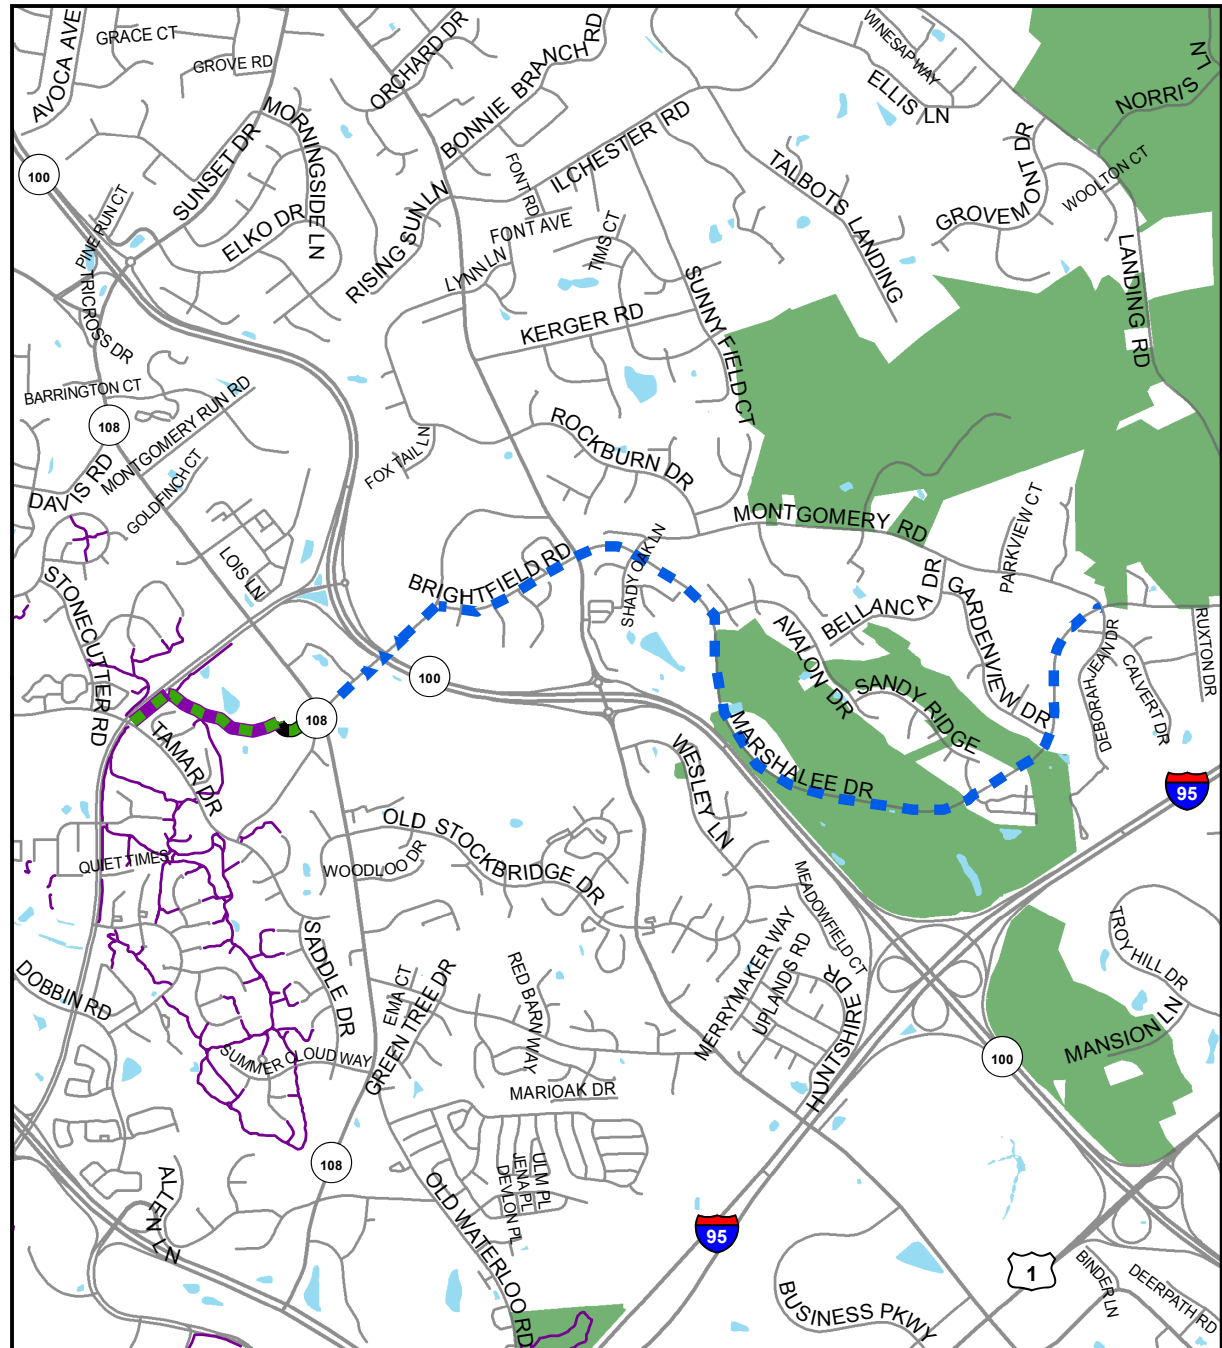 GRACE CT
AVOCA AVE
GROVE RD
ORCHARD DR
BONNIE BRANCH RD
WINESAP WAY
ELLIS LN
NORRIS LN
MORNINGSIDE LN
SUNSET DR
ILCHESTER RD
FONT RD
TALBOTS LANDING
GROVEMONT DR
WOOLTON CT
100
PINE RUN CT
ELKO DR
RISING SUN LN
FONT AVE
TIMS CT
LYNN LN
LANDING RD
TRICROSS DR
KERGER RD
SUNNY FIELD CT
BARRINGTON CT
108
MONTGOMERY RUN RD
FOX TAIL LN
ROCKBURN DR
DAVIS RD
GOLDFINCH CT
MONTGOMERY RD
PARKVIEW CT
LOIS LN
STONECUTTER RD
BRIGHTFIELD RD
SHADY OAK LN
BELLANCA DR
GARDENVIEW DR
AVALON DR
DEBORAH JEAN DR
CALVERT DR
RUXTON DR
100
108
SANDY RIDGE
TAMAR DR
MARSHALEE DR
WESLEY LN
95
OLD STOCKBRIDGE DR
QUIET TIMES
WOODLOO DR
MEADOWFIELD CT
MERRYMAKER WAY
UPLANDS RD
HUNTSHIRE DR
TROY HILL DR
DOBBIN RD
SADDLE DR
EMA CT
GREEN TREE DR
RED BARN WAY
MANSION LN
100
SUMMER CLOUD WAY
MARIOAK DR
108
ULM PL
JENA PL
DEVLON PL
ALLEN LN
OLD WATERLOO RD
95
1
BINDER LN
DEERPATH RD
BUSINESS PKWY